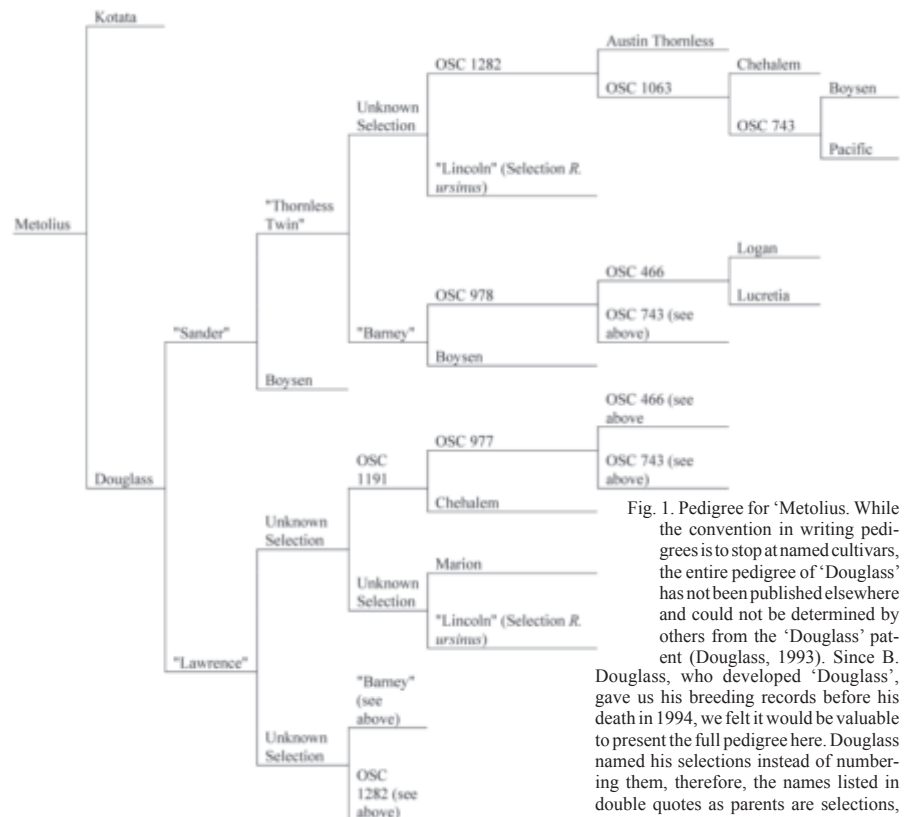 Kotata
Austin Thornless
OSC 1282
Chehalem
OSC 1063
Boysen
Unknown
Selection
OSC 743
Pacific
"Lincoln" (Selection R.
ursinus)
"Thornless
Twin"
Metolius
Logan
OSC 466
OSC 978
Lucretia
OSC 743 (see
above)
"Sander"
"Barney"
Boysen
Boysen
OSC 466 (see
above
OSC 977
OSC
1191
OSC 743 (see
above)
Douglass
Chehalem
Unknown
Selection
Marion
Unknown
Selection
"Lincoln" (Selection R.
ursinus)
"Lawrence"
"Barney"
(see
above)
Unknown
Selection
OSC
1282 (see
above)
Fig. 1. Pedigree for ‘Metolius. While
the convention in writing pedi-
grees is to stop at named cultivars,
the entire pedigree of ‘Douglass’
has not been published elsewhere
and could not be determined by
others from the ‘Douglass’ pat-
ent (Douglass, 1993). Since B.
Douglass, who developed ‘Douglass’,
gave us his breeding records before his
death in 1994, we felt it would be valuable
to present the full pedigree here. Douglass
named his selections instead of number-
ing them, therefore, the names listed in
double quotes as parents are selections,